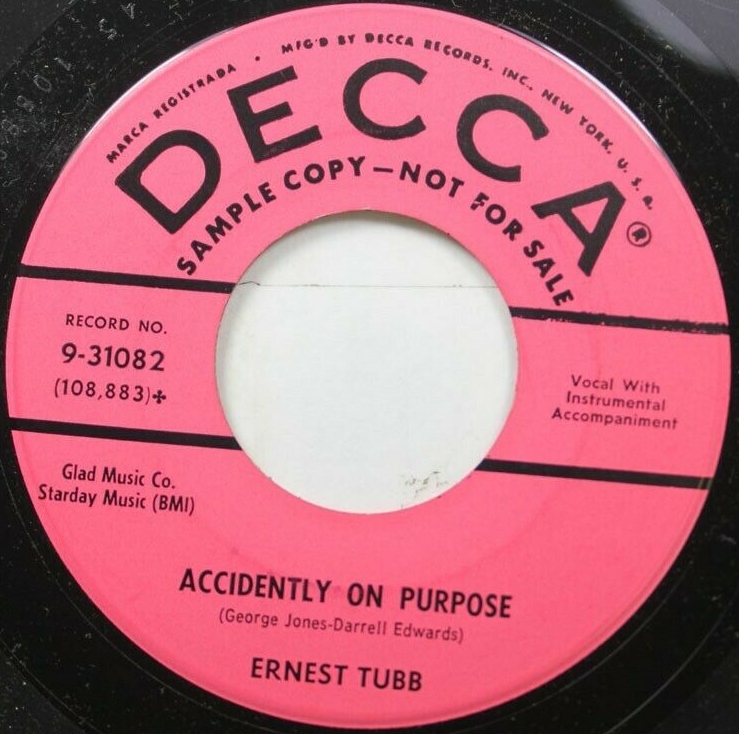 MARCA REGISTRADA • MFG'D BY DECCA RECORDS, INC., NEW YORK, U. S. A.
DECCA®
SAMPLE COPY—NOT FOR SALE
RECORD NO.
9-31082
(108,883)✤
Vocal With
Instrumental
Accompaniment
Glad Music Co.
Starday Music (BMI)
ACCIDENTLY ON PURPOSE
(George Jones-Darrell Edwards)
ERNEST TUBB